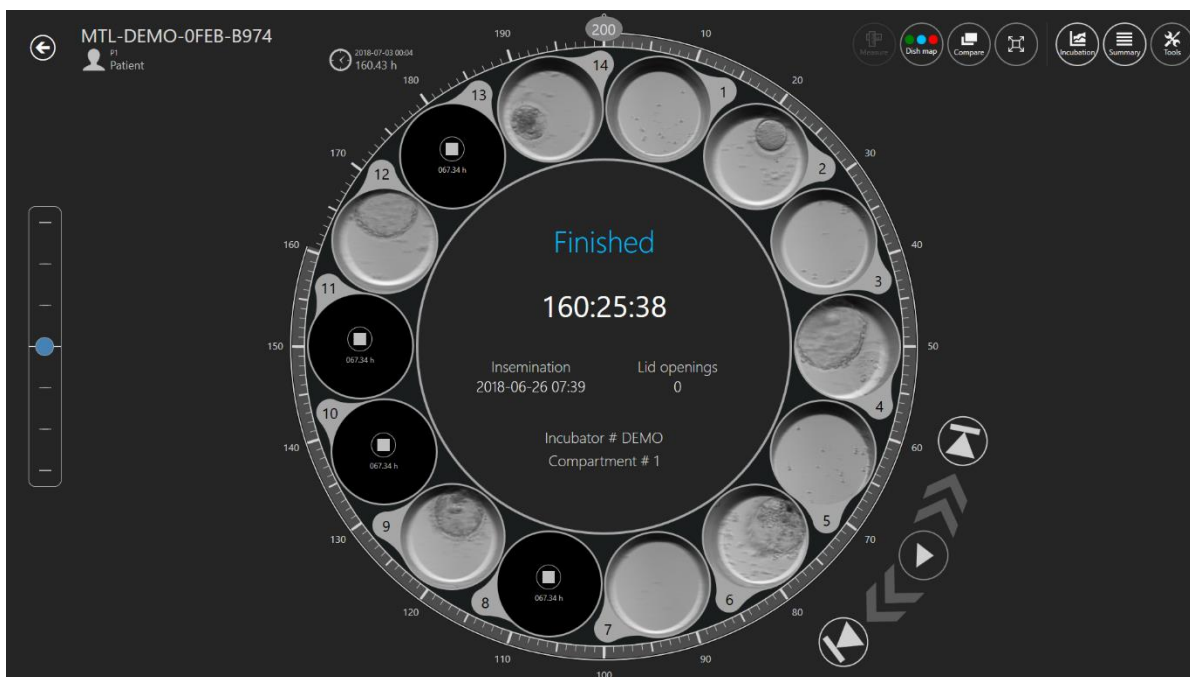 MTL-DEMO-0FEB-B974
P1
Patient
2018-07-03 00:04
160.43 h
Measure
Dish map
Compare
Incubation
Summary
Tools
200
10
20
30
40
50
60
70
80
90
100
110
120
130
140
150
160
170
180
190
14
1
2
3
4
5
6
7
8
067.34 h
9
10
067.34 h
11
067.34 h
12
13
067.34 h
Finished
160:25:38
Insemination
2018-06-26 07:39
Lid openings
0
Incubator # DEMO
Compartment # 1